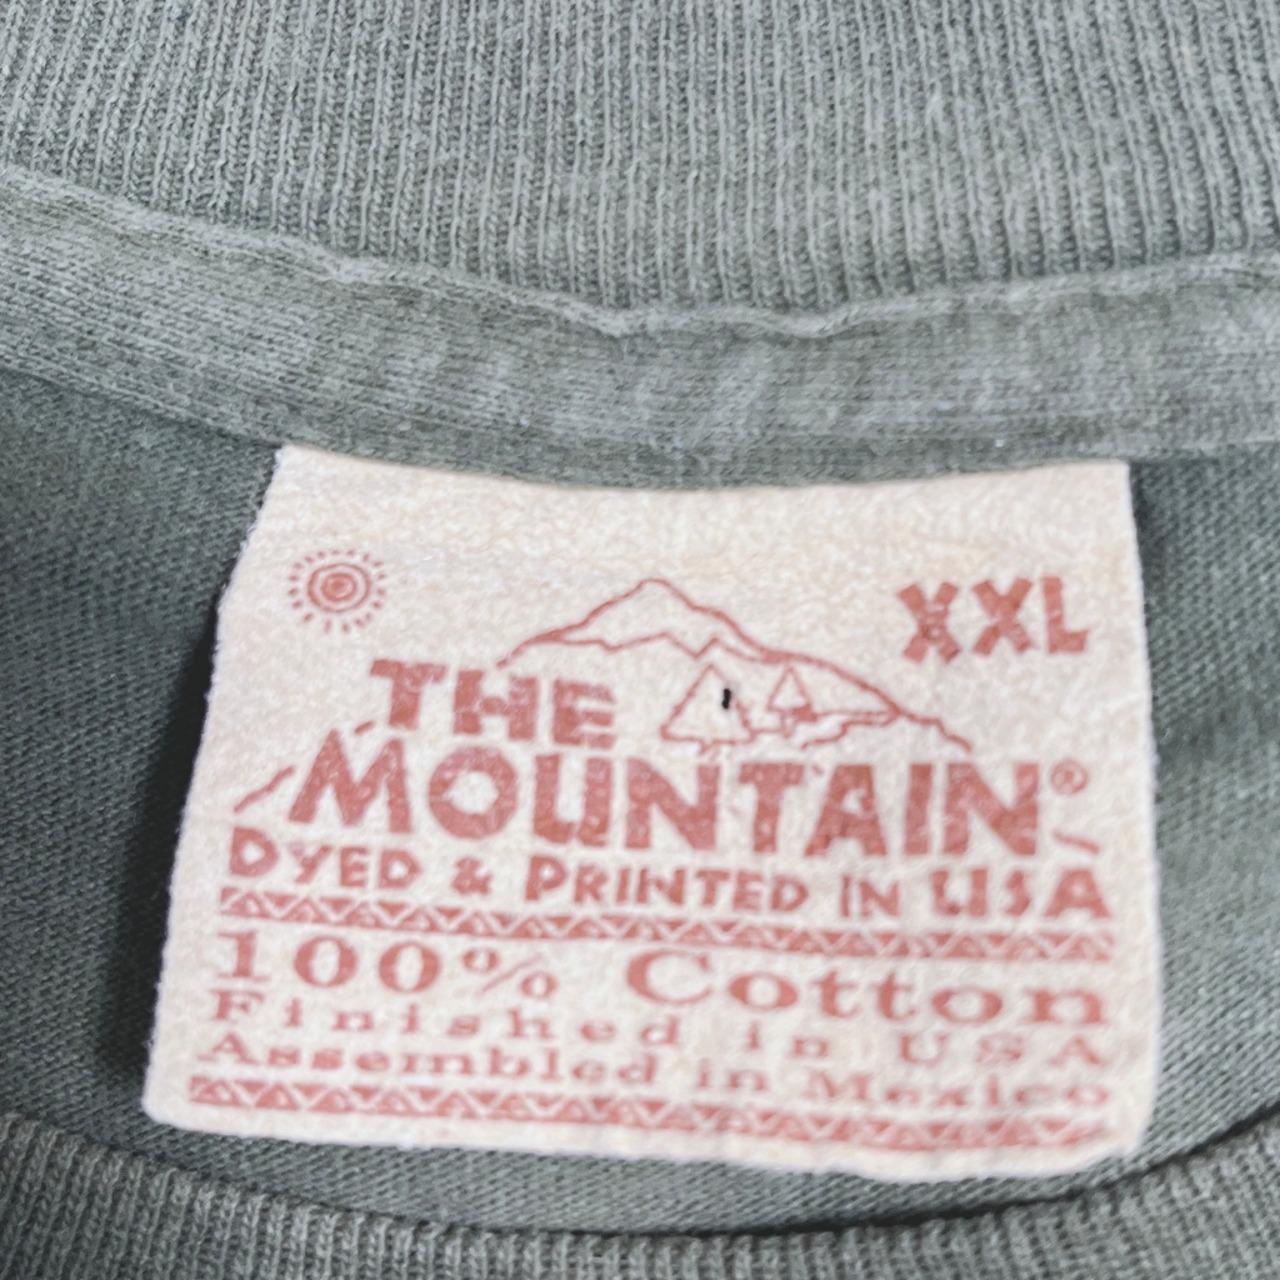 XXL
THE
MOUNTAIN®
DYED & PRINTED IN USA
100% Cotton
Finished in USA
Assembled in Mexico